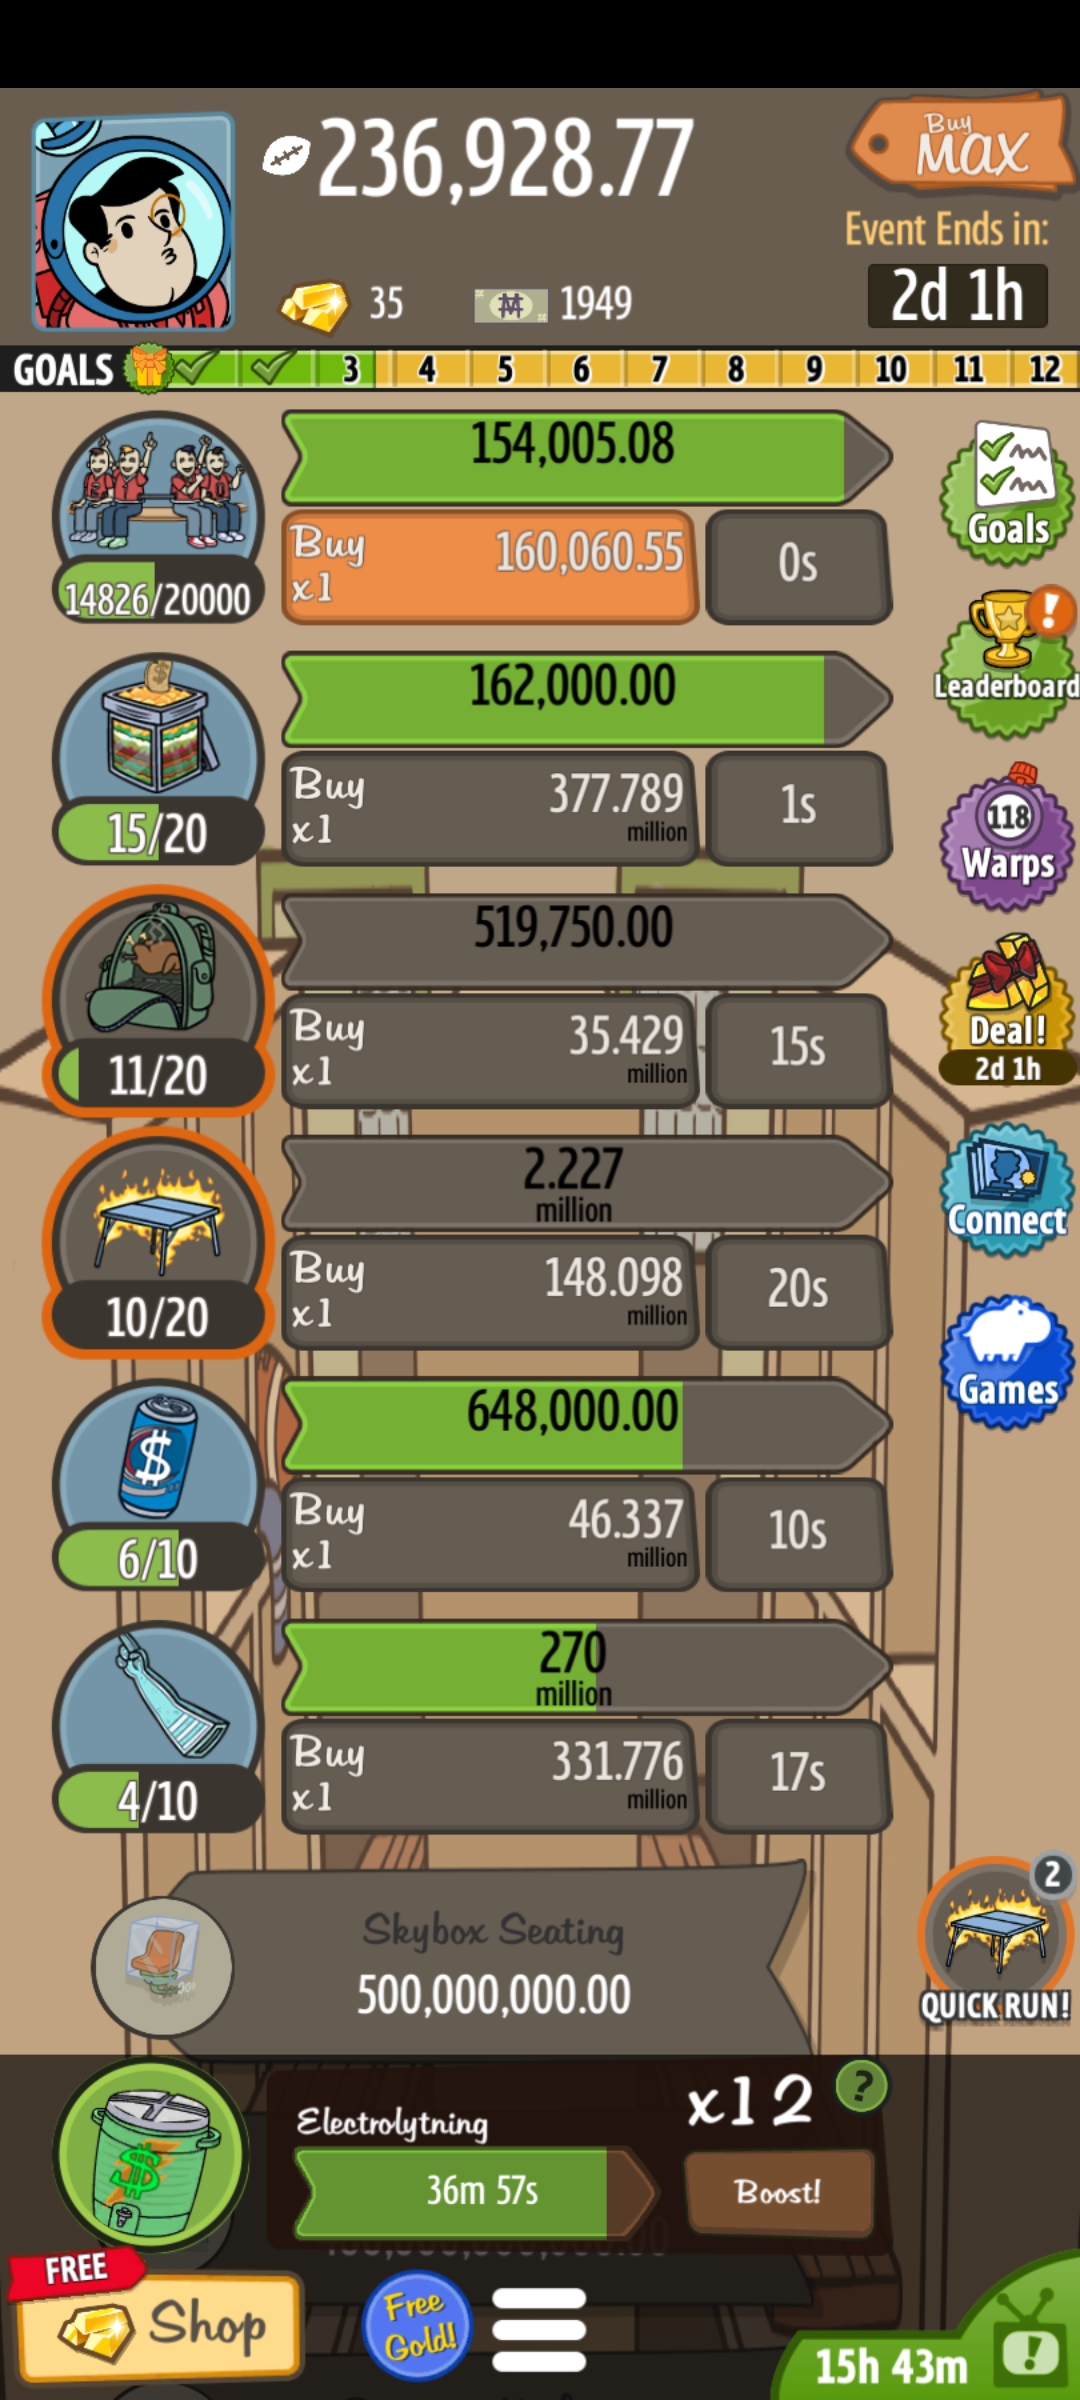 236,928.77
Buy
MAX
Event Ends in:
2d 1h
35
1949
GOALS 3 4 5 6 7 8 9 10 11 12
154,005.08
Buy
x1
160,060.55
0s
14826/20000
Goals
162,000.00
Buy
x1
377.789
million
1s
15/20
Leaderboard
519,750.00
Buy
x1
35.429
million
15s
11/20
118
Warps
Deal!
2d 1h
2.227
million
Buy
x1
148.098
million
20s
10/20
Connect
648,000.00
Buy
x1
46.337
million
10s
6/10
Games
270
million
Buy
x1
331.776
million
17s
4/10
Skybox Seating
500,000,000.00
2
QUICK RUN!
Electrolytning
36m 57s
x12
?
Boost!
FREE
Shop
Free
Gold!
15h 43m